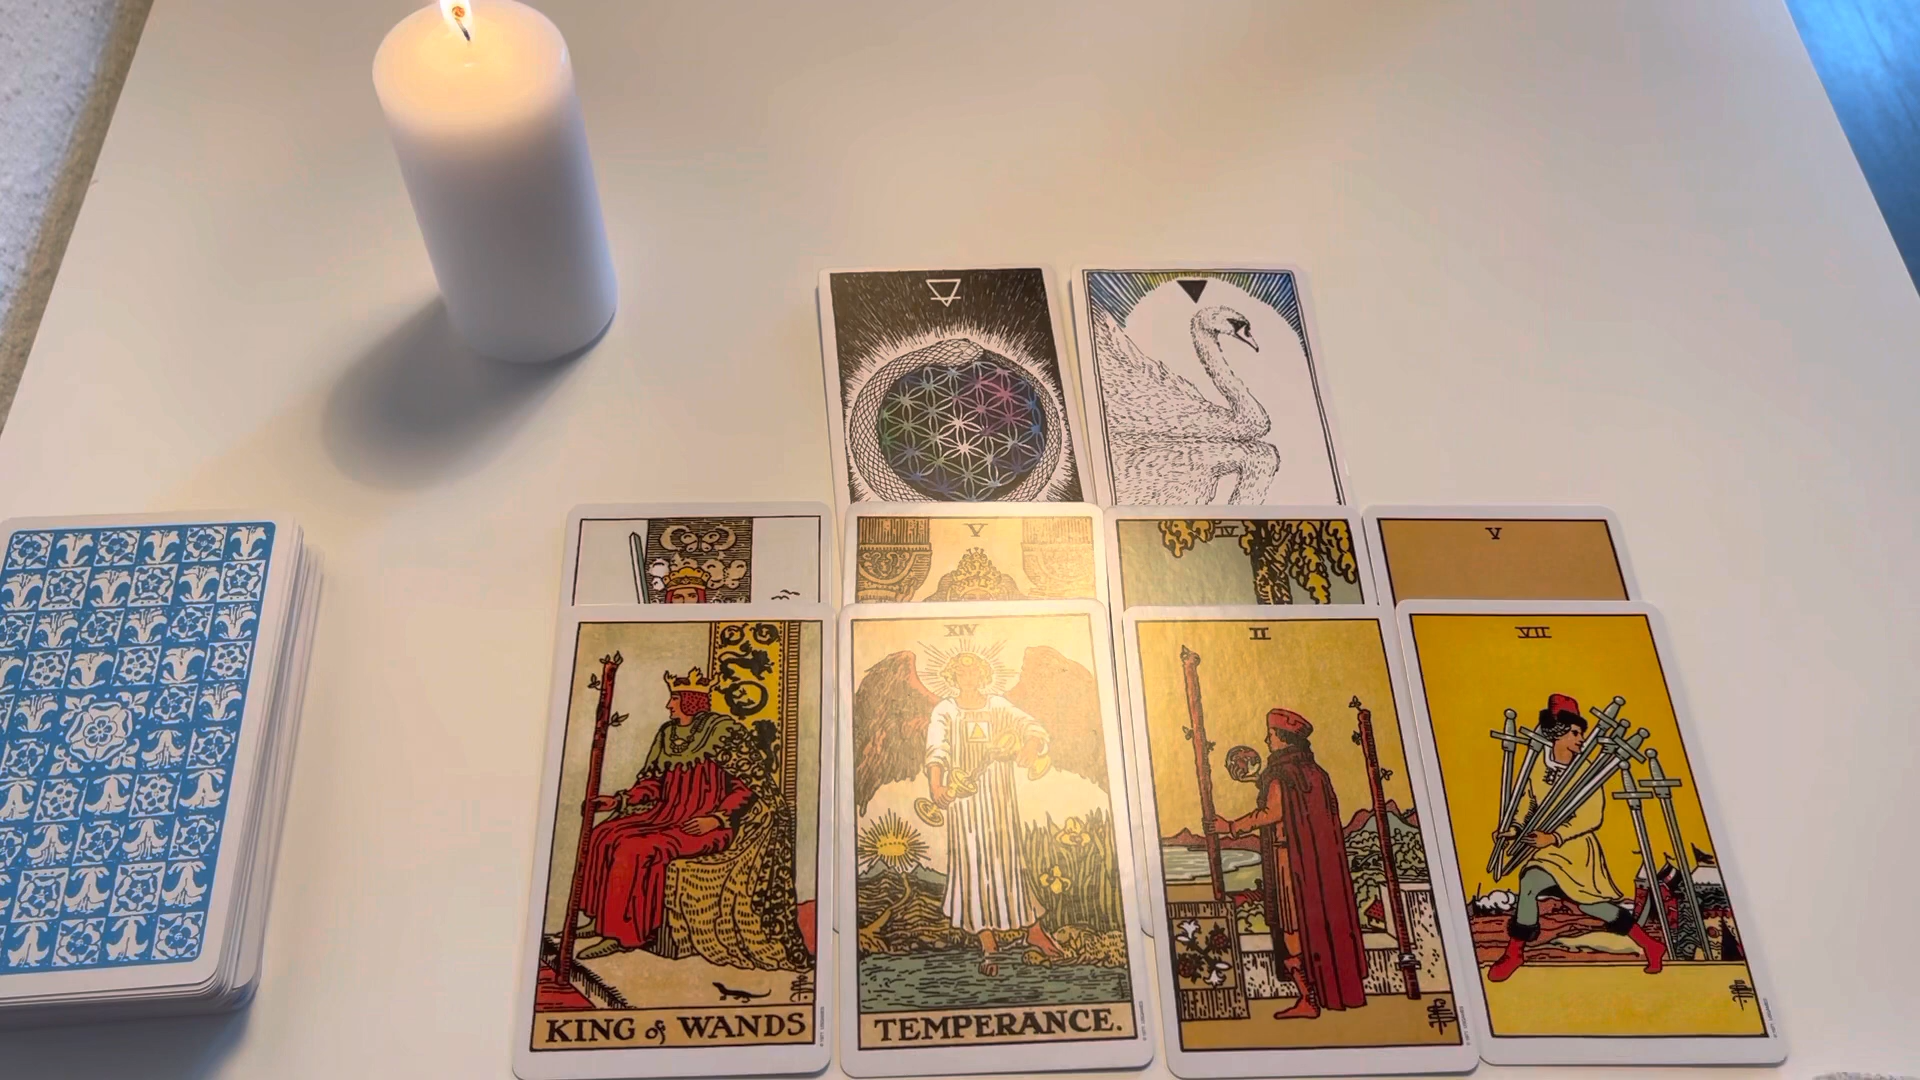 V
IV
V
XIV
II
VII
KING of WANDS
TEMPERANCE.